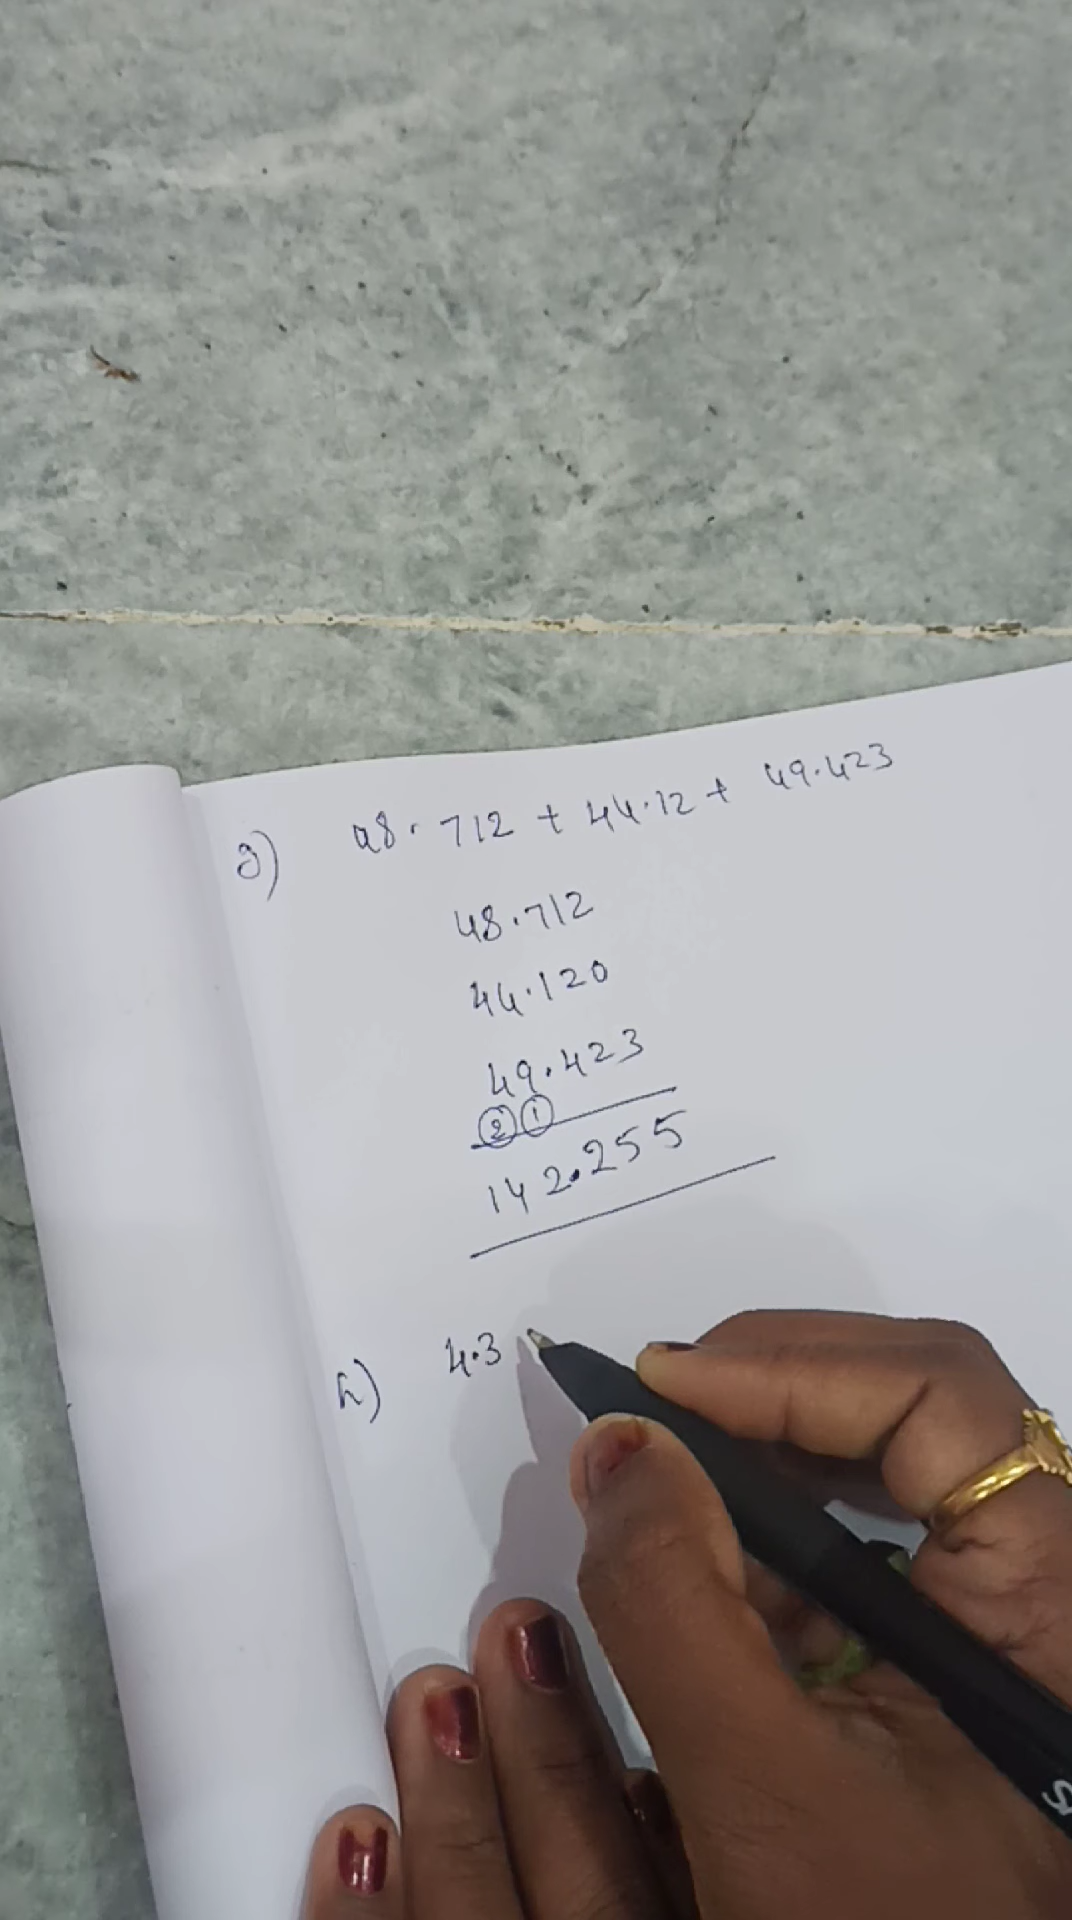 g) 48.712 + 44.12 + 49.423
48.712
44.120
49.423
② ①
142.255
h) 4.3